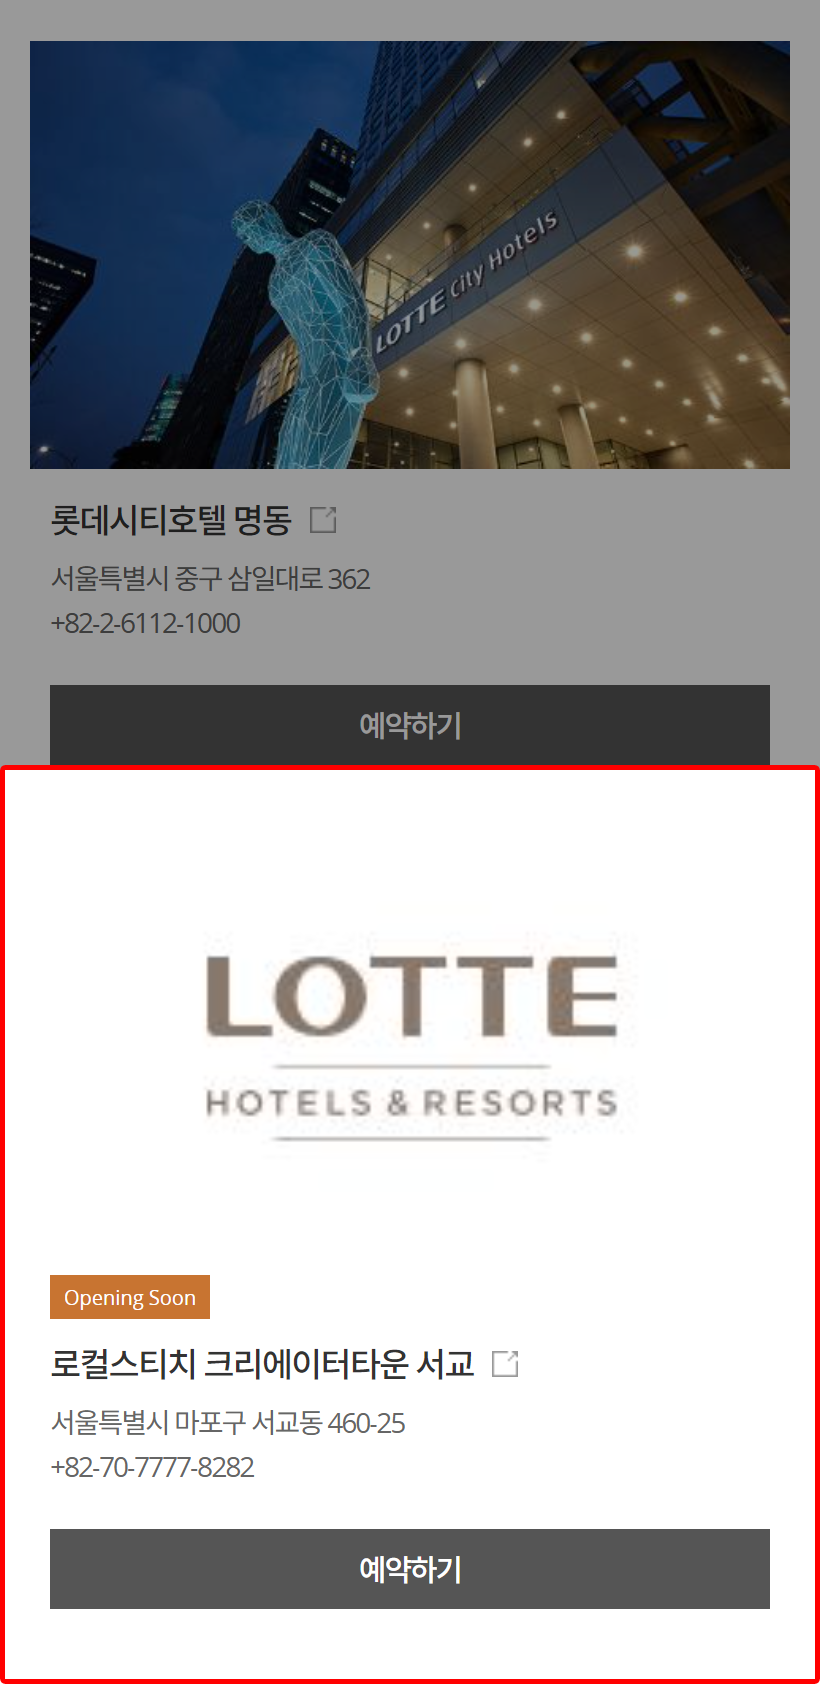 LOTTE City Hotels
롯데시티호텔 명동
서울특별시 중구 삼일대로 362
+82-2-6112-1000
예약하기
LOTTE
HOTELS & RESORTS
Opening Soon
로컬스티치 크리에이터타운 서교
서울특별시 마포구 서교동 460-25
+82-70-7777-8282
예약하기